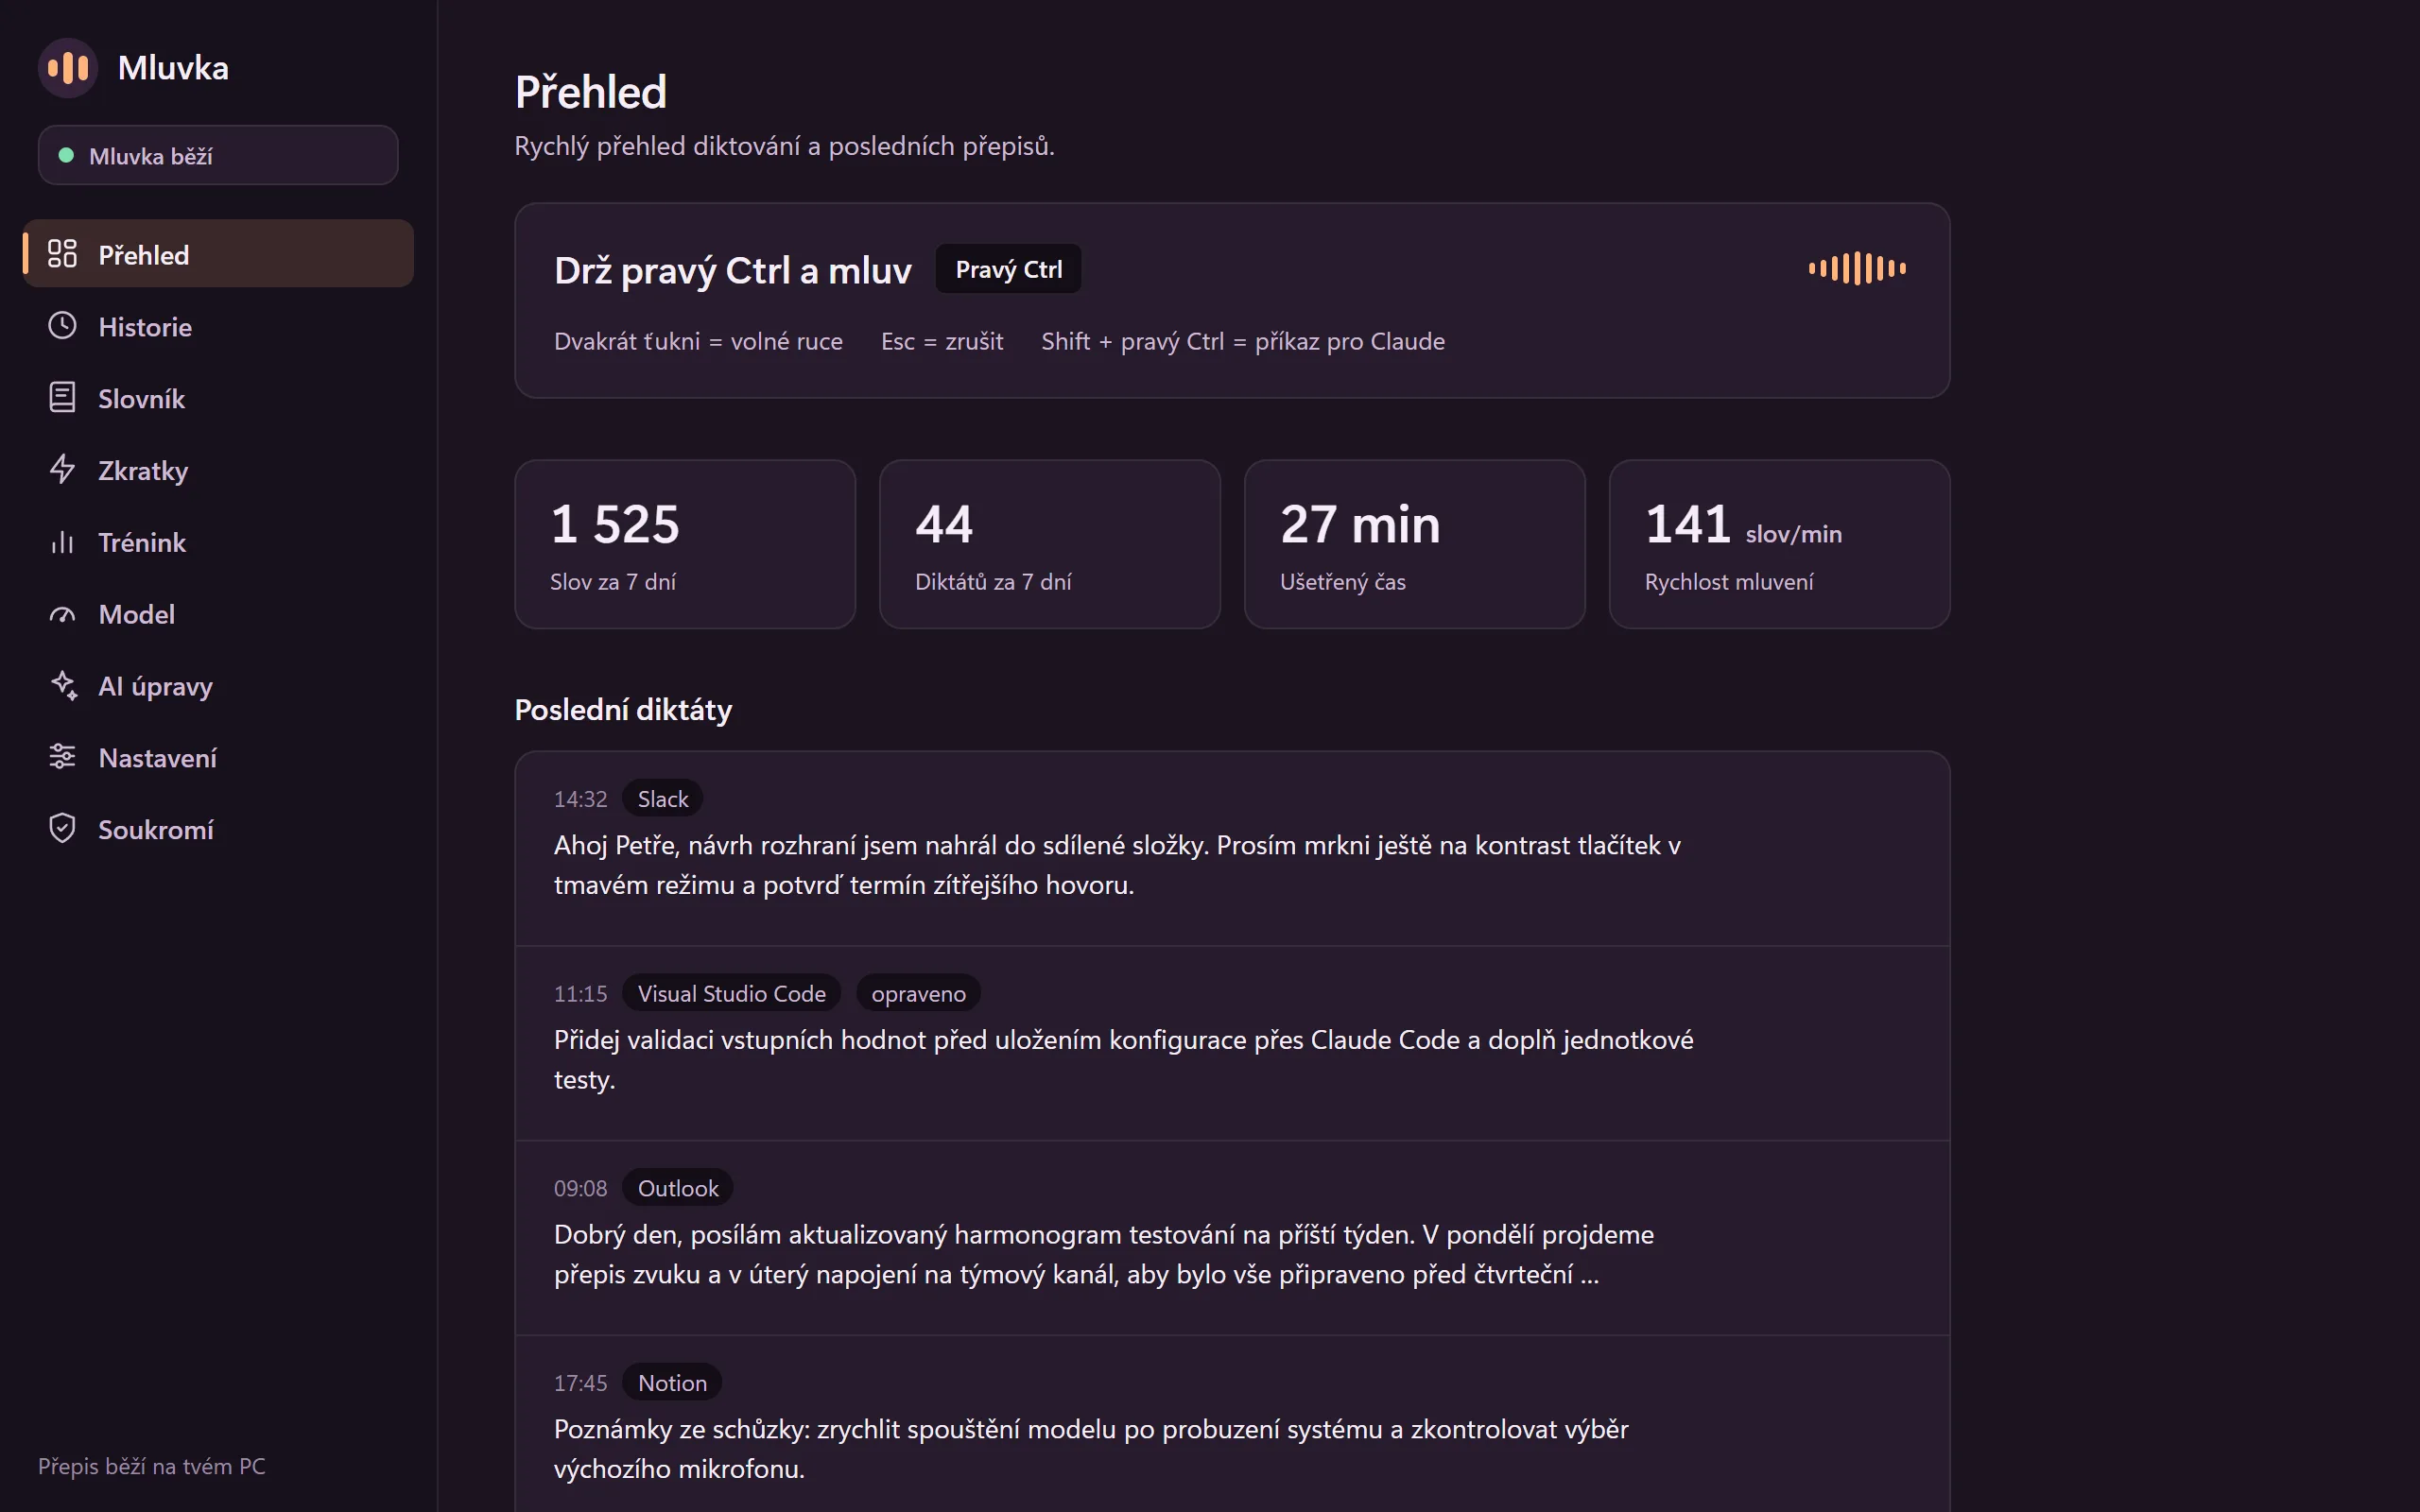 Mluvka
Mluvka běží
Přehled
Historie
Slovník
Zkratky
Trénink
Model
AI úpravy
Nastavení
Soukromí
Přepis běží na tvém PC
Přehled
Rychlý přehled diktování a posledních přepisů.
Drž pravý Ctrl a mluv Pravý Ctrl
Dvakrát ťukni = volné ruce Esc = zrušit Shift + pravý Ctrl = příkaz pro Claude
1 525
Slov za 7 dní
44
Diktátů za 7 dní
27 min
Ušetřený čas
141 slov/min
Rychlost mluvení
Poslední diktáty
14:32 Slack
Ahoj Petře, návrh rozhraní jsem nahrál do sdílené složky. Prosím mrkni ještě na kontrast tlačítek v
tmavém režimu a potvrď termín zítřejšího hovoru.
11:15 Visual Studio Code opraveno
Přidej validaci vstupních hodnot před uložením konfigurace přes Claude Code a doplň jednotkové
testy.
09:08 Outlook
Dobrý den, posílám aktualizovaný harmonogram testování na příští týden. V pondělí projdeme
přepis zvuku a v úterý napojení na týmový kanál, aby bylo vše připraveno před čtvrteční ...
17:45 Notion
Poznámky ze schůzky: zrychlit spouštění modelu po probuzení systému a zkontrolovat výběr
výchozího mikrofonu.